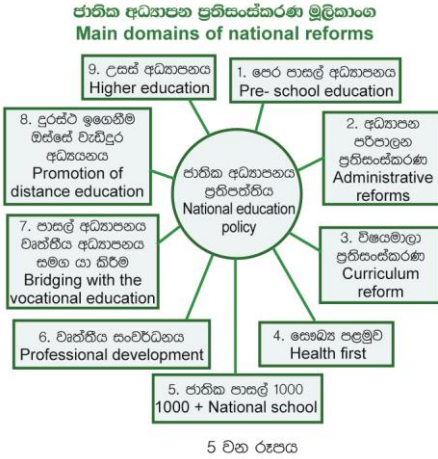 ජාතික අධ්‍යාපන ප්‍රතිසංස්කරණ මූලිකාංග
Main domains of national reforms
9. උසස් අධ්‍යාපනය
Higher education
1. පෙර පාසල් අධ්‍යාපනය
Pre- school education
8. දුරස්ථ ඉගෙනීම
ඔස්සේ වැඩිදුර
අධ්‍යයනය
Promotion of
distance education
2. අධ්‍යාපන
පරිපාලන
ප්‍රතිසංස්කරණ
Administrative
reforms
ජාතික අධ්‍යාපනය
ප්‍රතිපත්තිය
National education
policy
7. පාසල් අධ්‍යාපනය
වෘත්තීය අධ්‍යාපනය
සමග යා කිරීම
Bridging with the
vocational education
3. විෂයමාලා
ප්‍රතිසංස්කරණ
Curriculum
reform
6. වෘත්තීය සංවර්ධනය
Professional development
4. සෞඛ්‍ය පළමුව
Health first
5. ජාතික පාසල් 1000
1000 + National school
5 වන රූපය